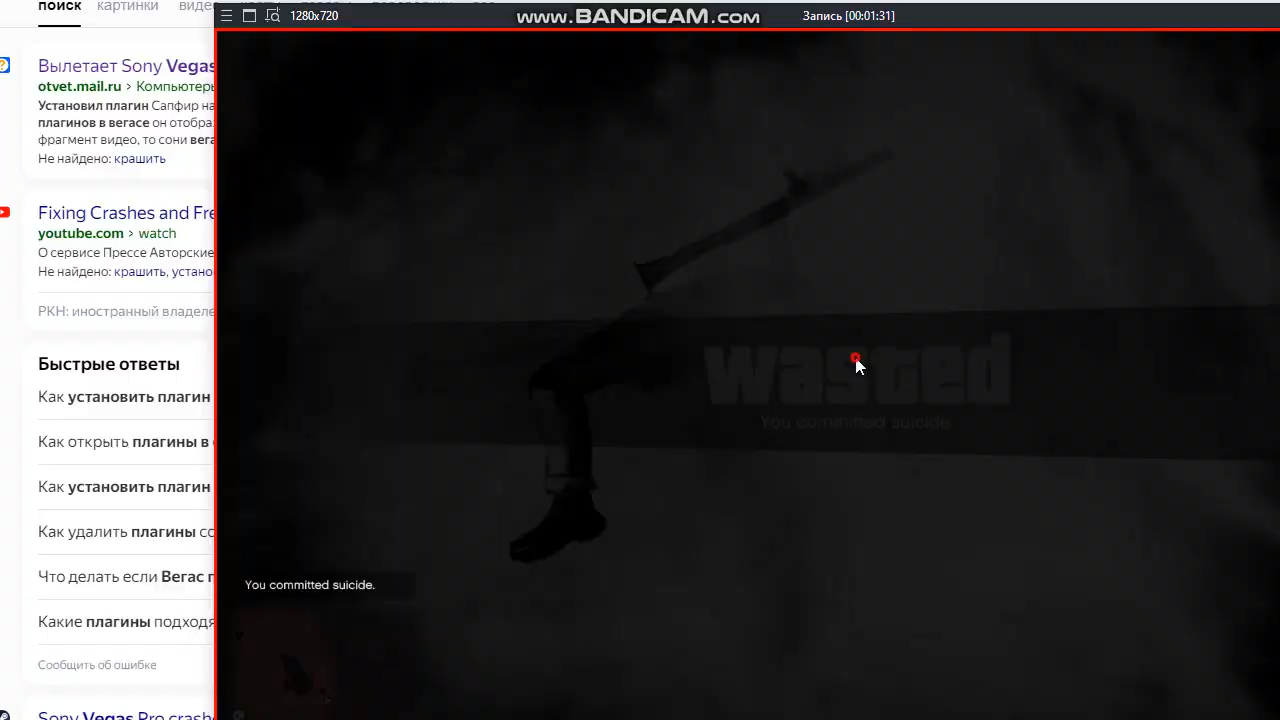 поиск картинки
1280x720 www.BANDICAM.com Запись [00:01:31]
Вылетает Sony Vegas
otvet.mail.ru › Компьютеры
Установил плагин Сапфир на
плагинов в вегасе он отобра
фрагмент видео, то сони вега
Не найдено: крашить
Fixing Crashes and Fre
youtube.com › watch
О сервисе Прессе Авторские
Не найдено: крашить, устано
РКН: иностранный владеле
Быстрые ответы
Как установить плагин
Как открыть плагины в
Как установить плагин
Как удалить плагины со
Что делать если Вегас п
Какие плагины подходя
Сообщить об ошибке
Sony Vegas Pro crash
wasted
You committed suicide
You committed suicide.